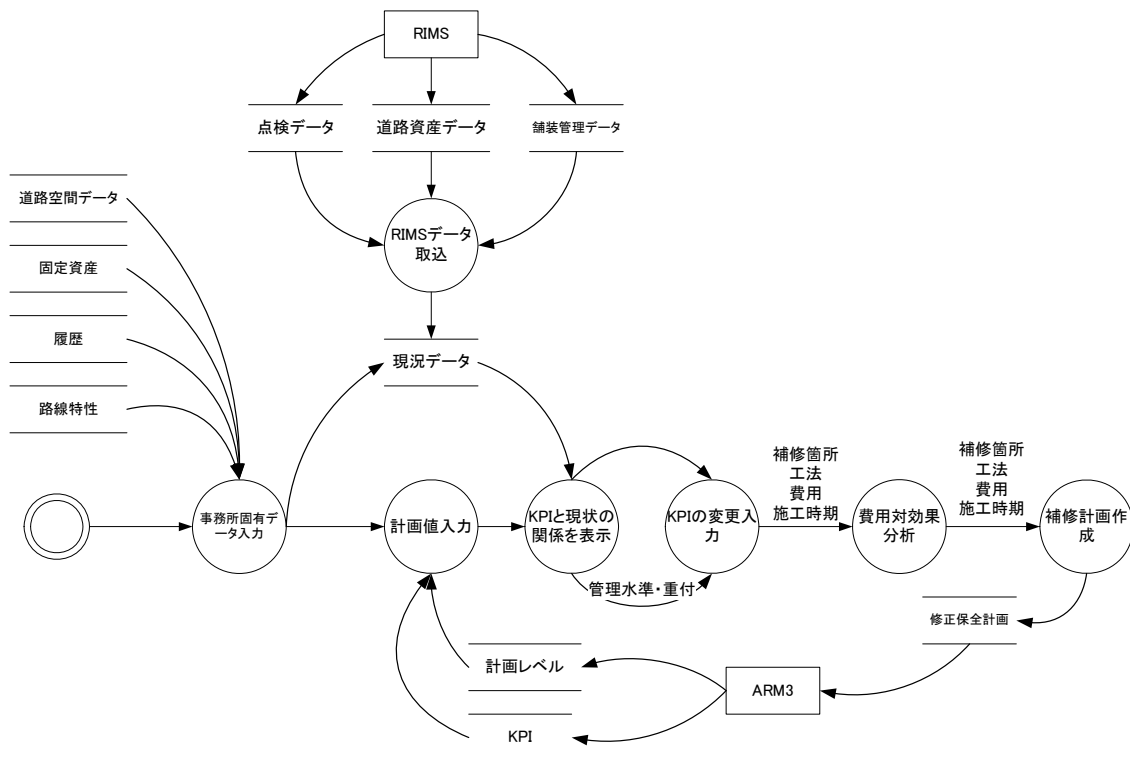 RIMS
点検データ
道路資産データ
舗装管理データ
道路空間データ
固定資産
履歴
路線特性
RIMSデータ
取込
現況データ
事務所固有デ
ータ入力
計画値入力
KPIと現状の
関係を表示
管理水準・重付
KPIの変更入
力
補修箇所
工法
費用
施工時期
費用対効果
分析
補修箇所
工法
費用
施工時期
補修計画作
成
修正保全計画
ARM3
計画レベル
KPI